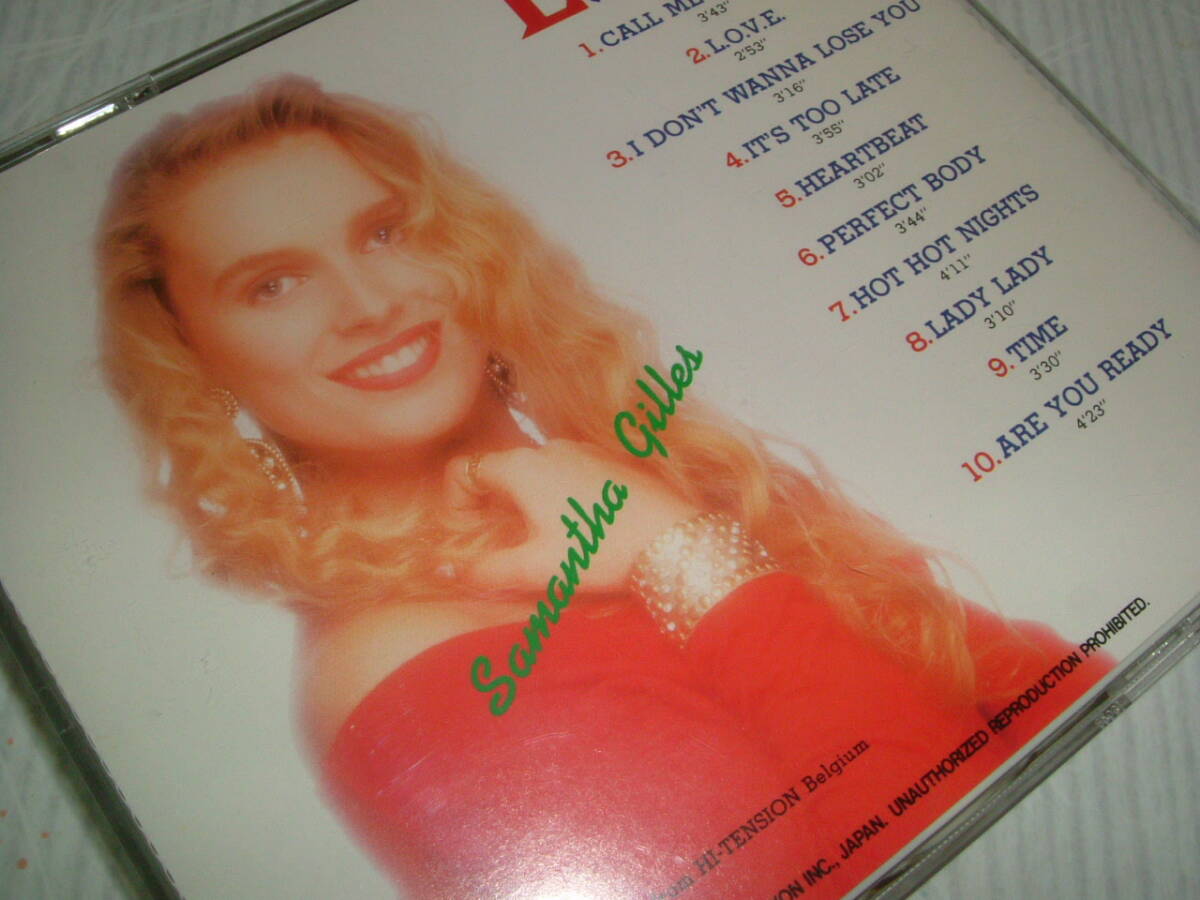 1. CALL ME
3'43"
2. L.O.V.E.
2'53"
3. I DON'T WANNA LOSE YOU
3'16"
4. IT'S TOO LATE
3'55"
5. HEARTBEAT
3'02"
6. PERFECT BODY
3'44"
7. HOT HOT NIGHTS
4'11"
8. LADY LADY
3'10"
9. TIME
3'30"
10. ARE YOU READY
4'23"
Samantha Gilles
HI-TENSION Belgium
INC., JAPAN. UNAUTHORIZED REPRODUCTION PROHIBITED.